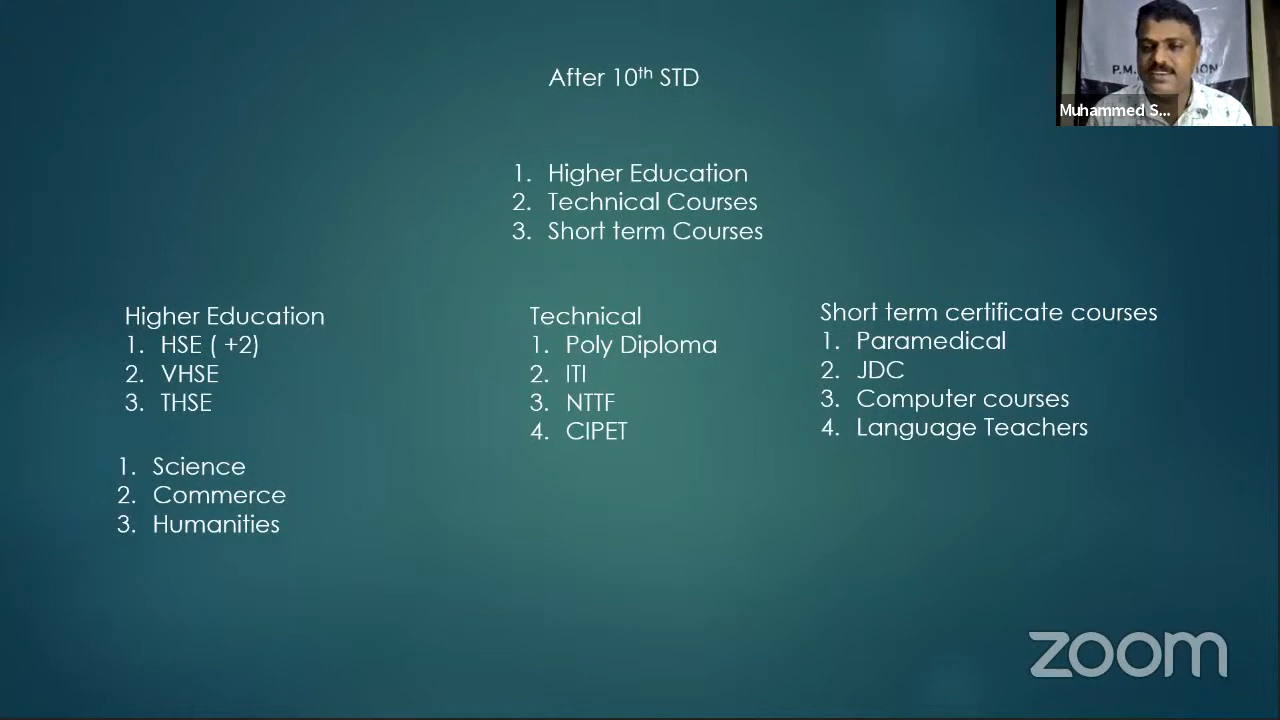 After 10th STD
1. Higher Education
2. Technical Courses
3. Short term Courses
Higher Education
1. HSE ( +2)
2. VHSE
3. THSE
1. Science
2. Commerce
3. Humanities
Technical
1. Poly Diploma
2. ITI
3. NTTF
4. CIPET
Short term certificate courses
1. Paramedical
2. JDC
3. Computer courses
4. Language Teachers
Muhammed S...
zoom